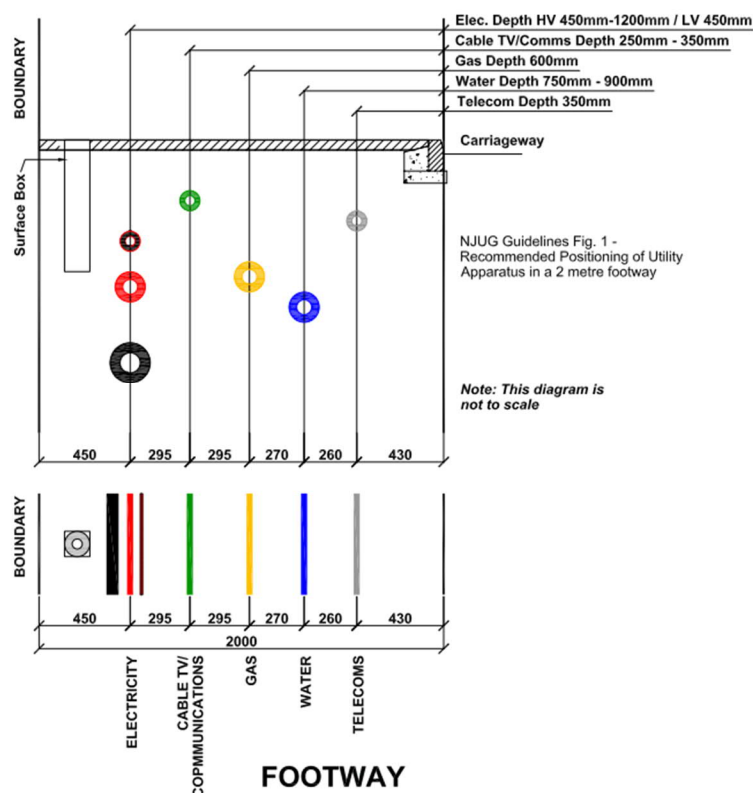 Elec. Depth HV 450mm-1200mm / LV 450mm
Cable TV/Comms Depth 250mm - 350mm
Gas Depth 600mm
Water Depth 750mm - 900mm
Telecom Depth 350mm
BOUNDARY
Carriageway
Surface Box
NJUG Guidelines Fig. 1 -
Recommended Positioning of Utility
Apparatus in a 2 metre footway
Note: This diagram is
not to scale
450 295 295 270 260 430
BOUNDARY
450 295 295 270 260 430
2000
ELECTRICITY
CABLE TV/
COPMMUNICATIONS
GAS
WATER
TELECOMS
FOOTWAY